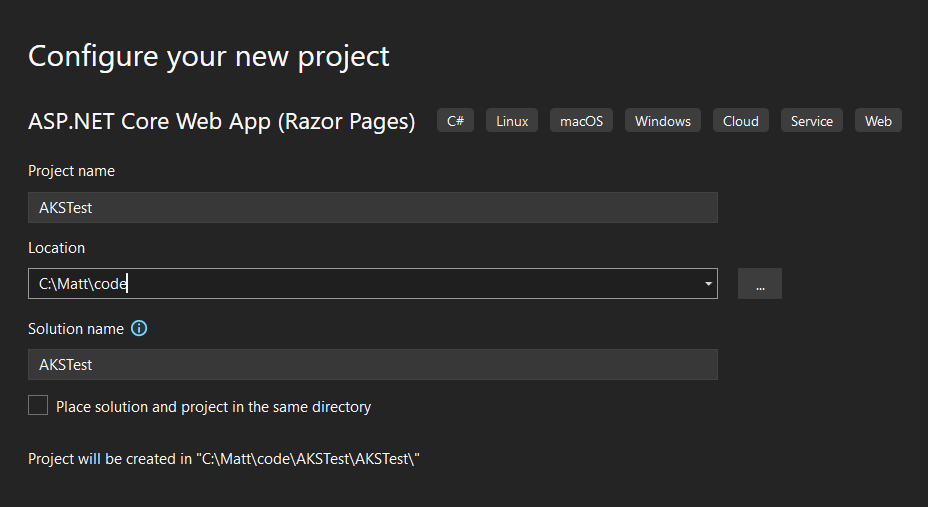 Configure your new project
ASP.NET Core Web App (Razor Pages) C# Linux macOS Windows Cloud Service Web
Project name
AKSTest
Location
C:\Matt\code
...
Solution name
AKSTest
Place solution and project in the same directory
Project will be created in "C:\Matt\code\AKSTest\AKSTest\"